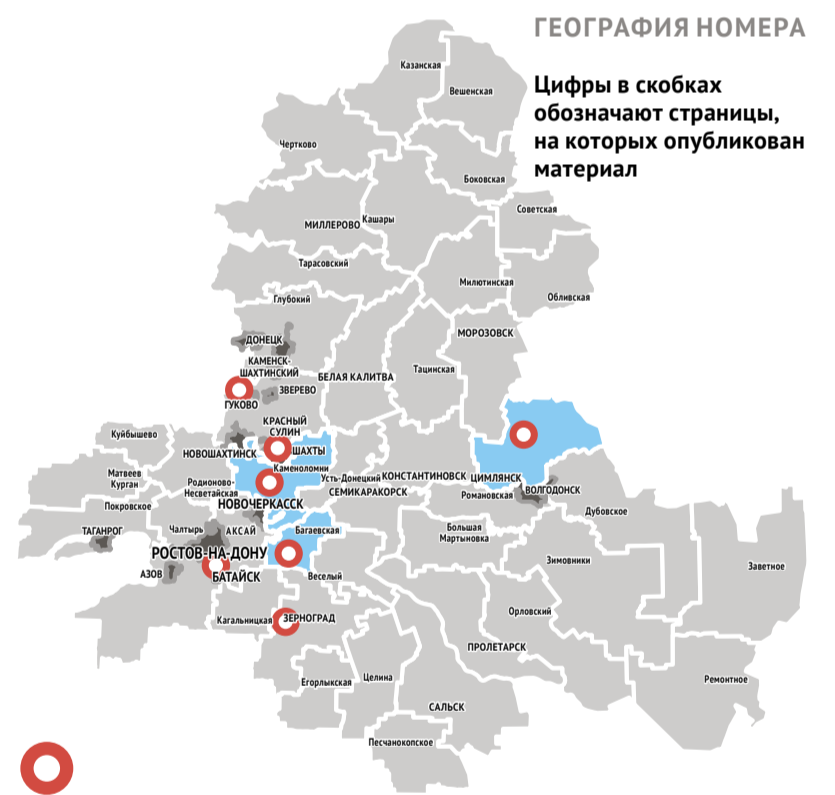 ГЕОГРАФИЯ НОМЕРА
Цифры в скобках
обозначают страницы,
на которых опубликован
материал
Казанская
Вешенская
Чертково
Боковская
Советская
МИЛЛЕРОВО
Кашары
Тарасовский
Милютинская
Обливская
Глубокий
МОРОЗОВСК
ДОНЕЦК
КАМЕНСК-
ШАХТИНСКИЙ
Тацинская
БЕЛАЯ КАЛИТВА
ЗВЕРЕВО
ГУКОВО
КРАСНЫЙ
СУЛИН
Куйбышево
НОВОШАХТИНСК
ШАХТЫ
Каменоломни
Матвеев
Курган
Родионово-
Несветайская
Усть-Донецкий
КОНСТАНТИНОВСК
ЦИМЛЯНСК
СЕМИКАРАКОРСК
Романовская
ВОЛГОДОНСК
Покровское
НОВОЧЕРКАССК
Дубовское
ТАГАНРОГ
Чалтырь
АКСАЙ
Багаевская
Большая
Мартыновка
РОСТОВ-НА-ДОНУ
Зимовники
Заветное
АЗОВ
БАТАЙСК
Веселый
Кагальницкая
ЗЕРНОГРАД
Орловский
ПРОЛЕТАРСК
Егорлыкская
Целина
Ремонтное
САЛЬСК
Песчанокопское